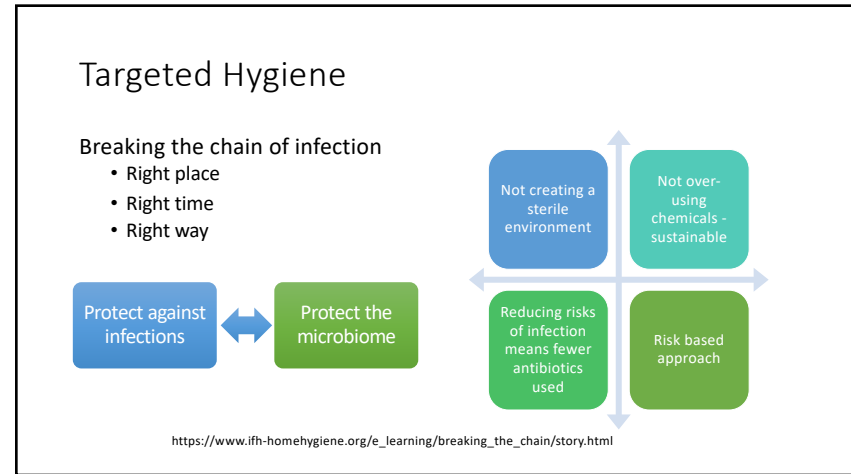 Targeted Hygiene
Breaking the chain of infection
• Right place
• Right time
• Right way
Protect against
infections
Protect the
microbiome
Not creating a
sterile
environment
Not over-
using
chemicals -
sustainable
Reducing risks
of infection
means fewer
antibiotics
used
Risk based
approach
https://www.ifh-homehygiene.org/e_learning/breaking_the_chain/story.html